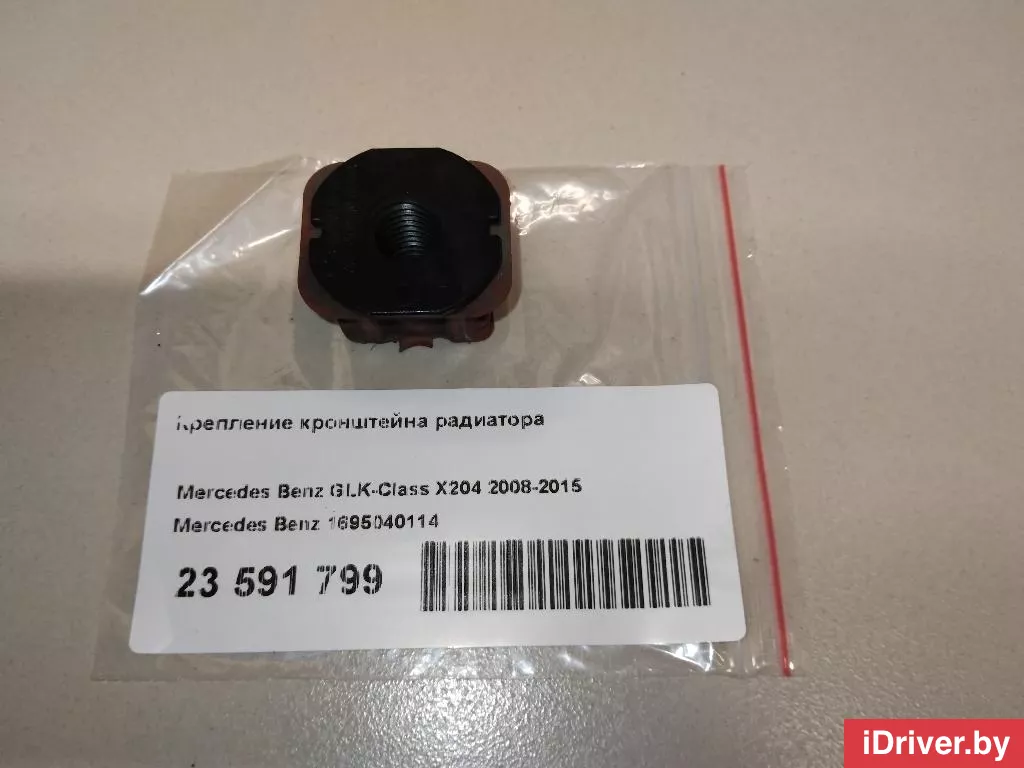 Крепление кронштейна радиатора
Mercedes Benz GLK-Class X204 2008-2015
Mercedes Benz 1695040114
23 591 799
iDriver.by